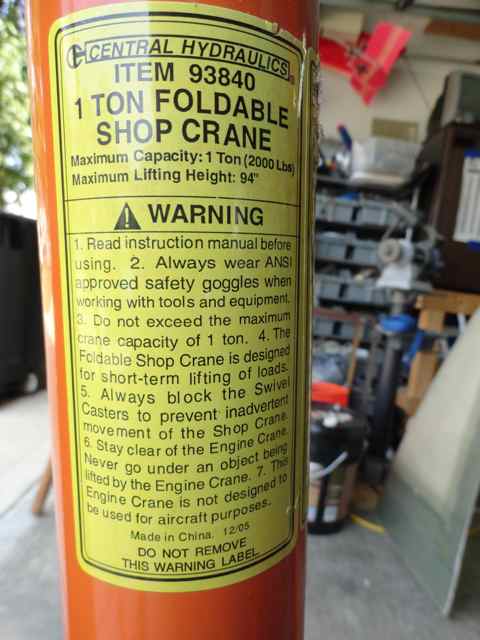 CH CENTRAL HYDRAULICS
ITEM 93840
1 TON FOLDABLE
SHOP CRANE
Maximum Capacity: 1 Ton (2000 Lbs)
Maximum Lifting Height: 94"
WARNING
1. Read instruction manual before
using. 2. Always wear ANSI
approved safety goggles when
working with tools and equipment.
3. Do not exceed the maximum
crane capacity of 1 ton. 4. The
Foldable Shop Crane is designed
for short-term lifting of loads.
5. Always block the Swivel
Casters to prevent inadvertent
movement of the Shop Crane.
6. Stay clear of the Engine Crane.
Never go under an object being
lifted by the Engine Crane. 7. This
Engine Crane is not designed to
be used for aircraft purposes.
Made in China. 12/05
DO NOT REMOVE
THIS WARNING LABEL